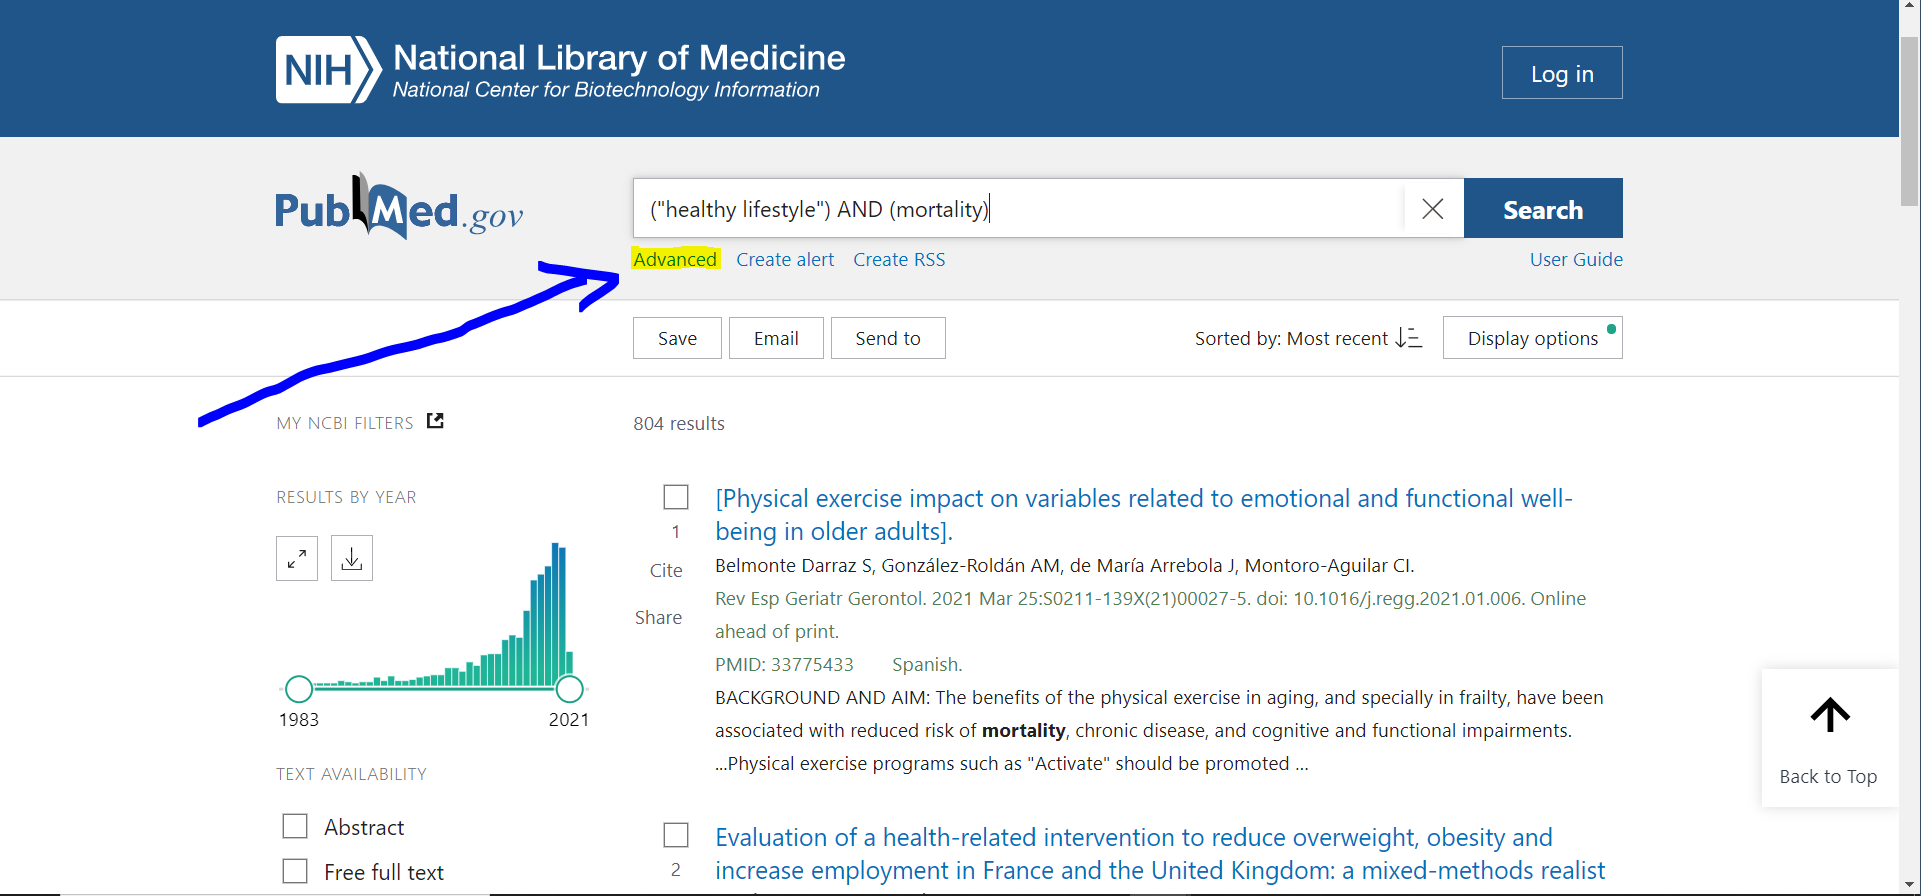 NIH National Library of Medicine
National Center for Biotechnology Information
Log in
PubMed.gov
("healthy lifestyle") AND (mortality)
Search
Advanced Create alert Create RSS
User Guide
Save Email Send to
Sorted by: Most recent
Display options
MY NCBI FILTERS
804 results
RESULTS BY YEAR
1983
2021
TEXT AVAILABILITY
Abstract
Free full text
[Physical exercise impact on variables related to emotional and functional well-
being in older adults].
1
Cite
Share
Belmonte Darraz S, González-Roldán AM, de María Arrebola J, Montoro-Aguilar CI.
Rev Esp Geriatr Gerontol. 2021 Mar 25:S0211-139X(21)00027-5. doi: 10.1016/j.regg.2021.01.006. Online
ahead of print.
PMID: 33775433 Spanish.
BACKGROUND AND AIM: The benefits of the physical exercise in aging, and specially in frailty, have been
associated with reduced risk of mortality, chronic disease, and cognitive and functional impairments.
...Physical exercise programs such as "Activate" should be promoted ...
Evaluation of a health-related intervention to reduce overweight, obesity and
2
increase employment in France and the United Kingdom: a mixed-methods realist
Back to Top